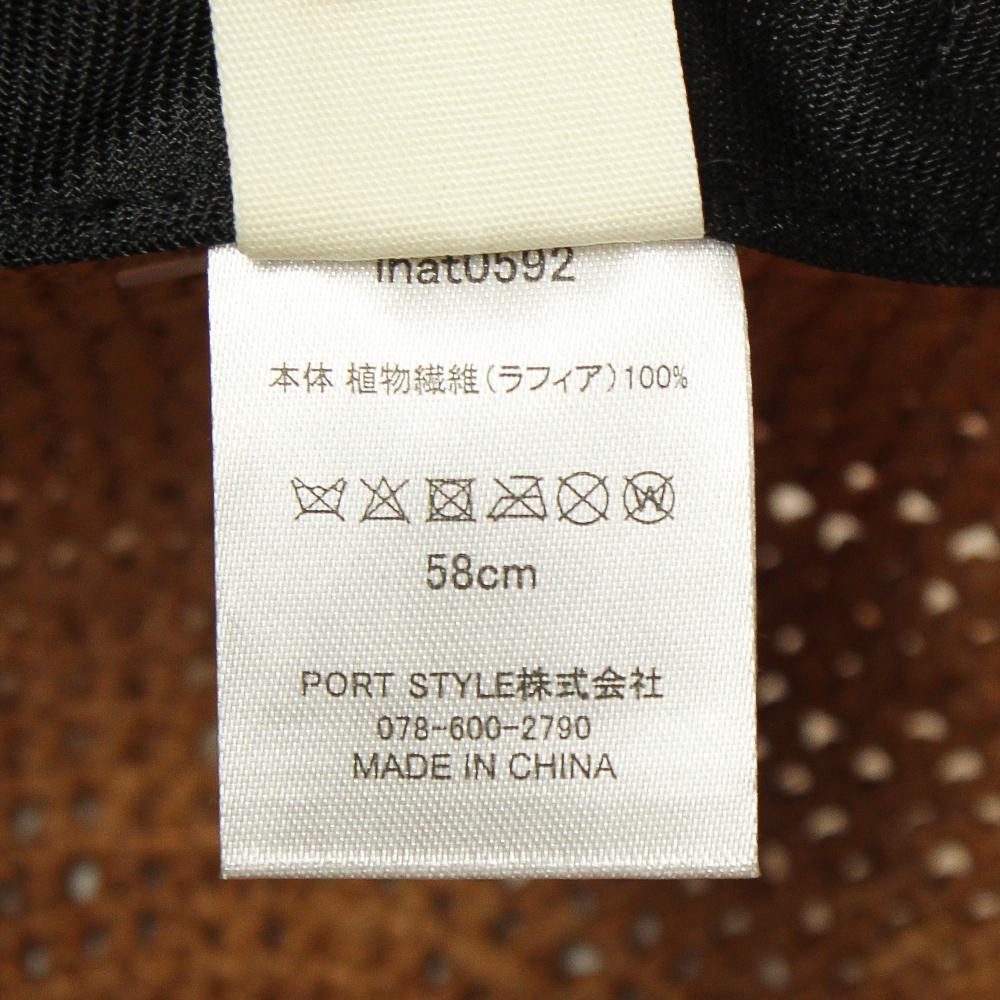 本体 植物繊維(ラフィア)100%
58cm
PORT STYLE株式会社
078-600-2790
MADE IN CHINA